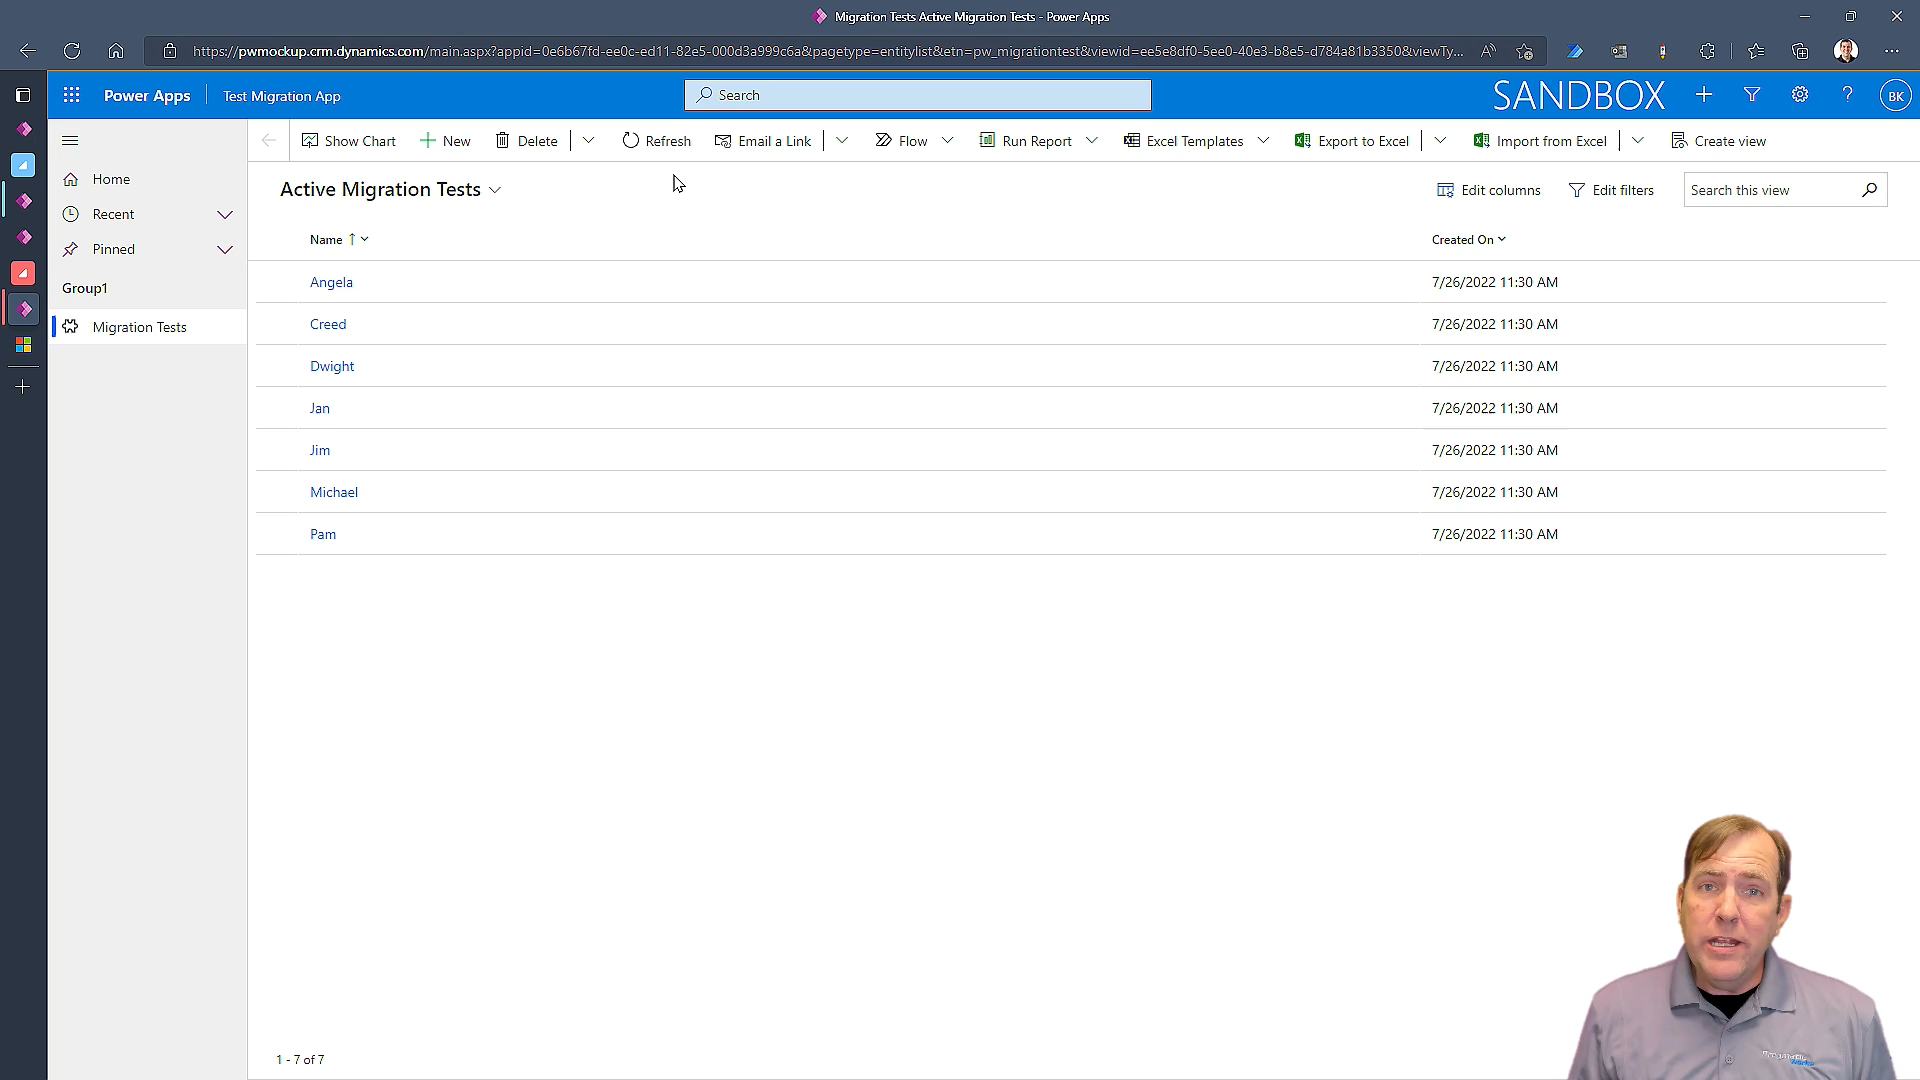 Migration Tests Active Migration Tests - Power Apps
https://pwmockup.crm.dynamics.com/main.aspx?appid=0e6b67fd-ee0c-ed11-82e5-000d3a999c6a&pagetype=entitylist&etn=pw_migrationtest&viewid=ee5e8df0-5ee0-40e3-b8e5-d784a81b3350&viewTy...
Power Apps
Test Migration App
Search
SANDBOX
BK
Show Chart
New
Delete
Refresh
Email a Link
Flow
Run Report
Excel Templates
Export to Excel
Import from Excel
Create view
Home
Recent
Pinned
Group1
Migration Tests
Active Migration Tests
Edit columns
Edit filters
Search this view
Name
Created On
Angela 7/26/2022 11:30 AM
Creed 7/26/2022 11:30 AM
Dwight 7/26/2022 11:30 AM
Jan 7/26/2022 11:30 AM
Jim 7/26/2022 11:30 AM
Michael 7/26/2022 11:30 AM
Pam 7/26/2022 11:30 AM
1 - 7 of 7